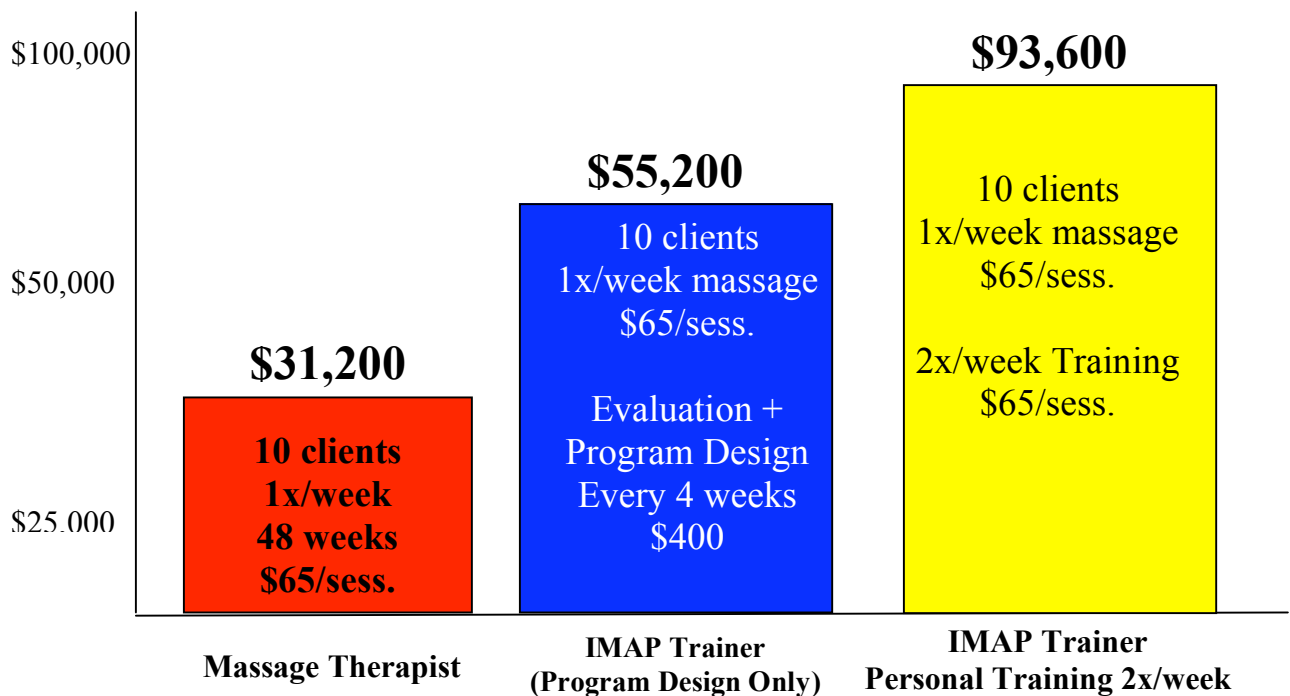 $100,000
$50,000
$25,000
$31,200
10 clients
1x/week
48 weeks
$65/sess.
Massage Therapist
$55,200
10 clients
1x/week massage
$65/sess.
Evaluation +
Program Design
Every 4 weeks
$400
IMAP Trainer
(Program Design Only)
$93,600
10 clients
1x/week massage
$65/sess.
2x/week Training
$65/sess.
IMAP Trainer
Personal Training 2x/week